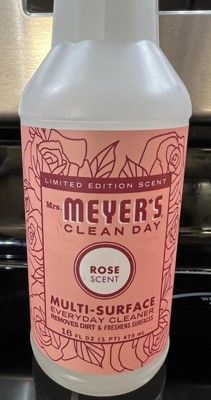 LIMITED EDITION SCENT
Mrs. MEYER'S
CLEAN DAY
ROSE
SCENT
MULTI-SURFACE
EVERYDAY CLEANER
REMOVES DIRT & FRESHENS SURFACES
16 FL OZ (1 PT) 473 mL